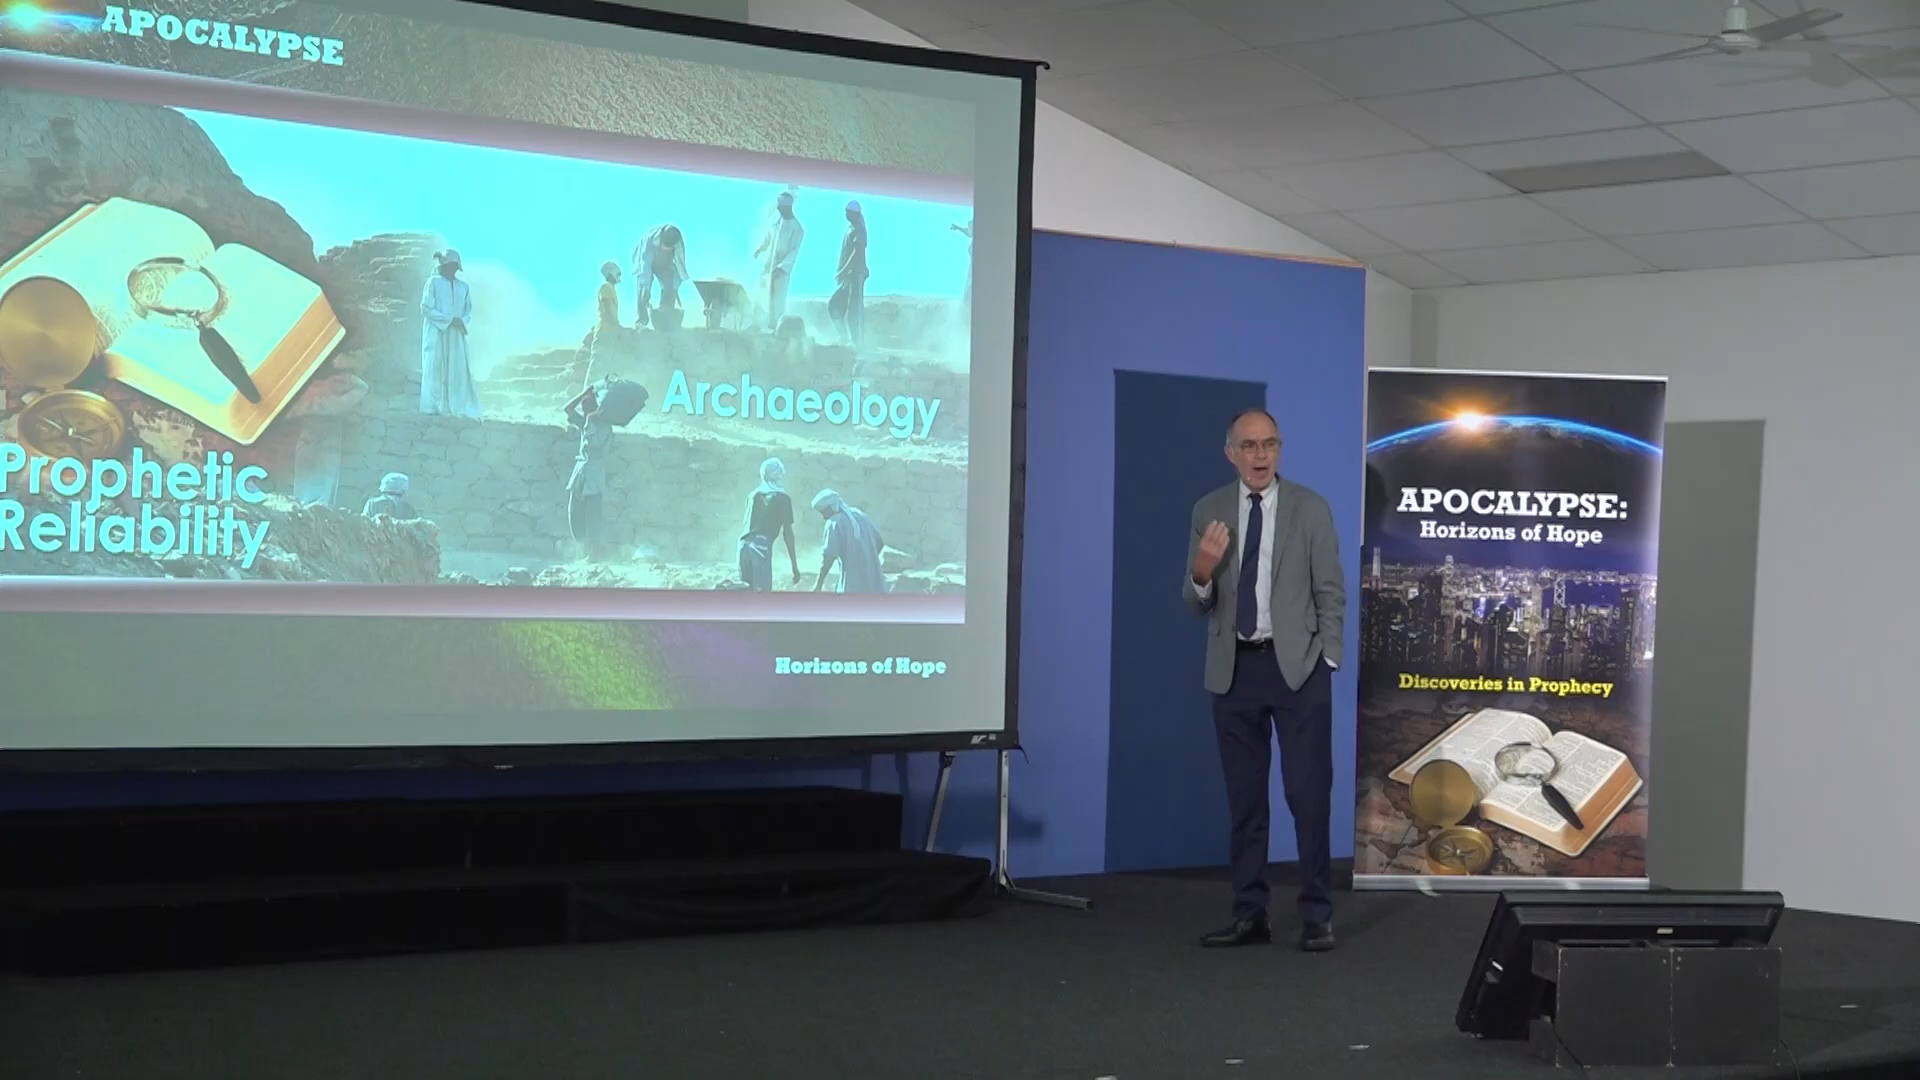 APOCALYPSE
Archaeology
Prophetic
Reliability
Horizons of Hope
APOCALYPSE:
Horizons of Hope
Discoveries in Prophecy